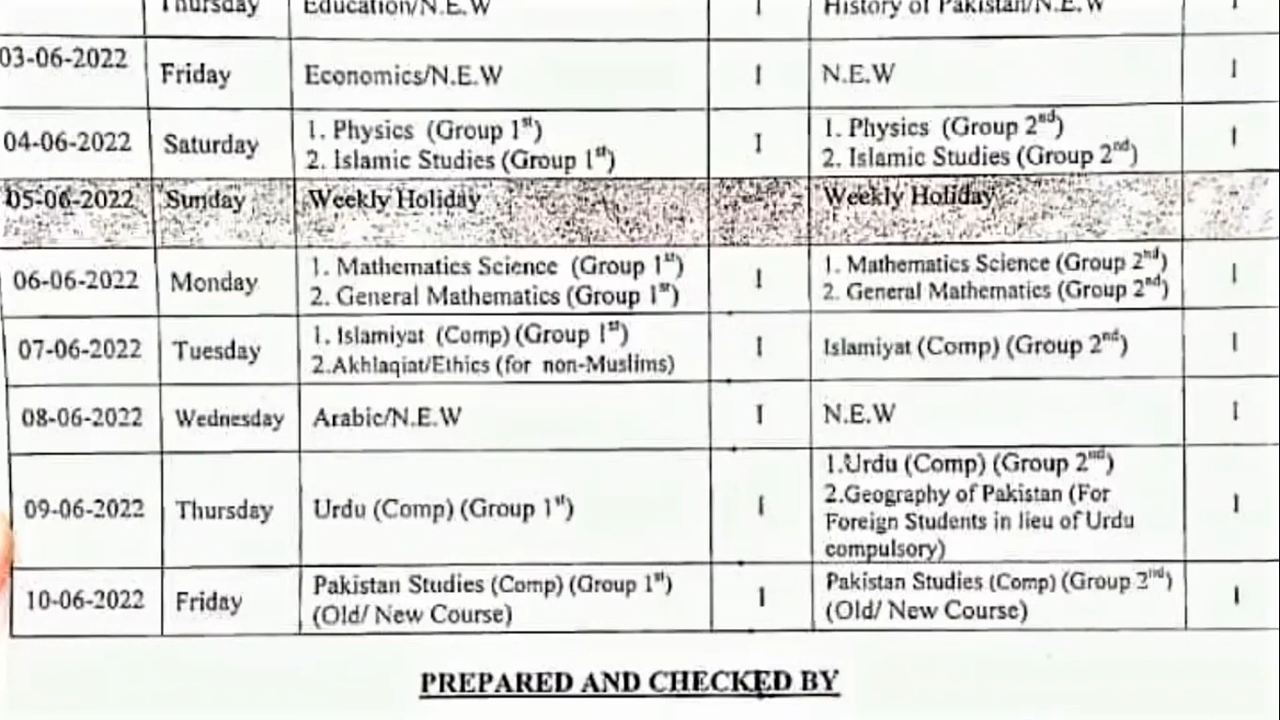 Thursday Education/N.E.W I History of Pakistan/N.E.W I
03-06-2022 Friday Economics/N.E.W I N.E.W I
04-06-2022 Saturday 1. Physics (Group 1st) I 1. Physics (Group 2nd) I
2. Islamic Studies (Group 1st) 2. Islamic Studies (Group 2nd)
05-06-2022 Sunday Weekly Holiday Weekly Holiday
06-06-2022 Monday 1. Mathematics Science (Group 1st) I 1. Mathematics Science (Group 2nd) I
2. General Mathematics (Group 1st) 2. General Mathematics (Group 2nd)
07-06-2022 Tuesday 1. Islamiyat (Comp) (Group 1st) I Islamiyat (Comp) (Group 2nd) I
2.Akhlaqiat/Ethics (for non-Muslims)
08-06-2022 Wednesday Arabic/N.E.W I N.E.W I
09-06-2022 Thursday Urdu (Comp) (Group 1st) I 1.Urdu (Comp) (Group 2nd) I
2.Geography of Pakistan (For
Foreign Students in lieu of Urdu
compulsory)
10-06-2022 Friday Pakistan Studies (Comp) (Group 1st) I Pakistan Studies (Comp) (Group 2nd) I
(Old/ New Course) (Old/ New Course)
PREPARED AND CHECKED BY